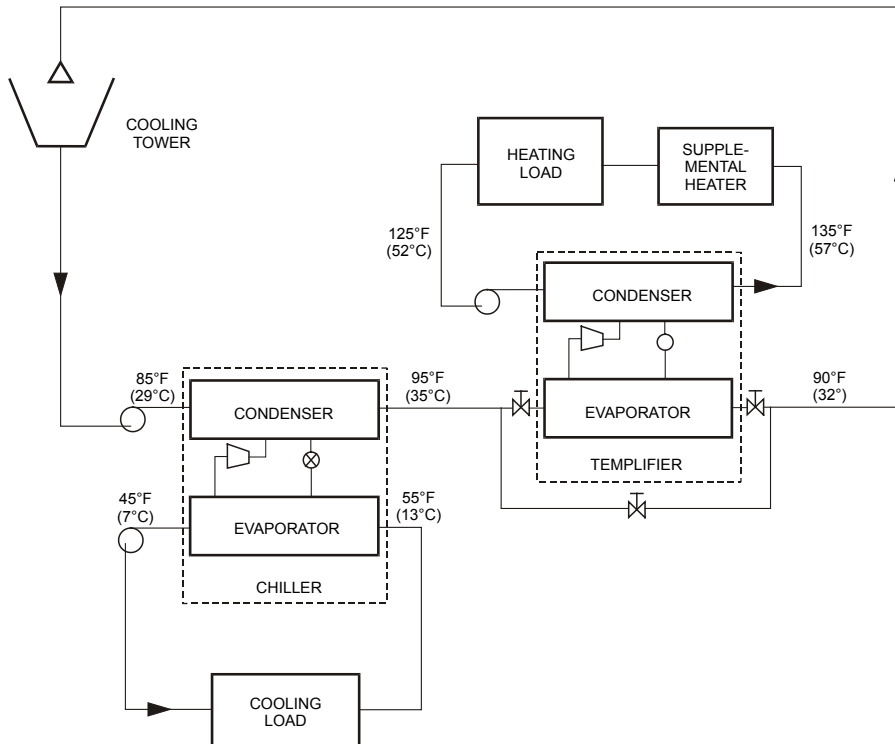 COOLING
TOWER
HEATING
LOAD
SUPPLE-
MENTAL
HEATER
125°F
(52°C)
135°F
(57°C)
CONDENSER
EVAPORATOR
TEMPLIFIER
90°F
(32°)
85°F
(29°C)
95°F
(35°C)
CONDENSER
45°F
(7°C)
55°F
(13°C)
EVAPORATOR
CHILLER
COOLING
LOAD